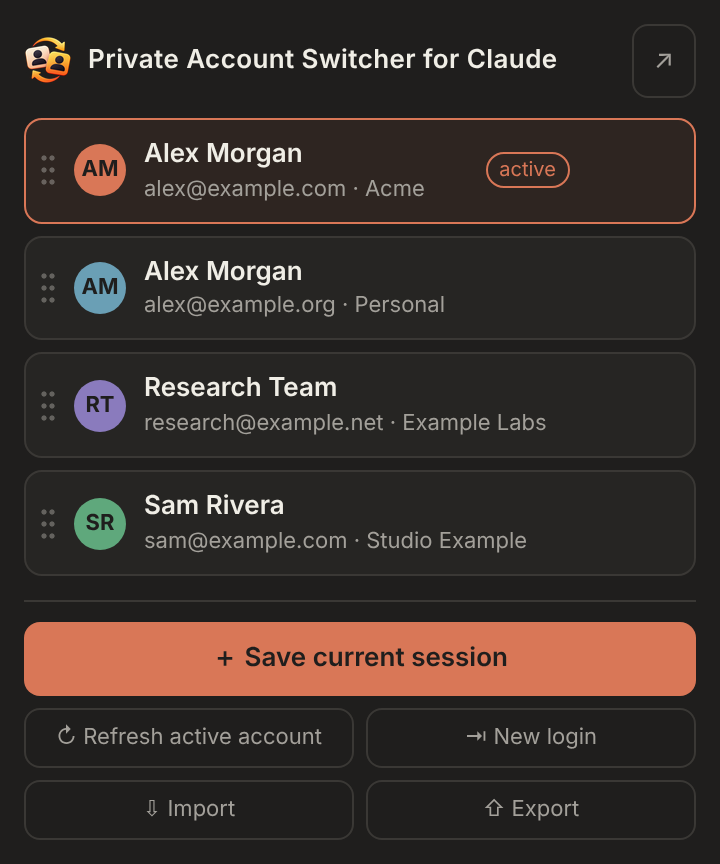 Private Account Switcher for Claude
↗
AM
Alex Morgan
alex@example.com · Acme
active
AM
Alex Morgan
alex@example.org · Personal
RT
Research Team
research@example.net · Example Labs
SR
Sam Rivera
sam@example.com · Studio Example
+ Save current session
↻ Refresh active account
⇥ New login
⇩ Import
⇧ Export